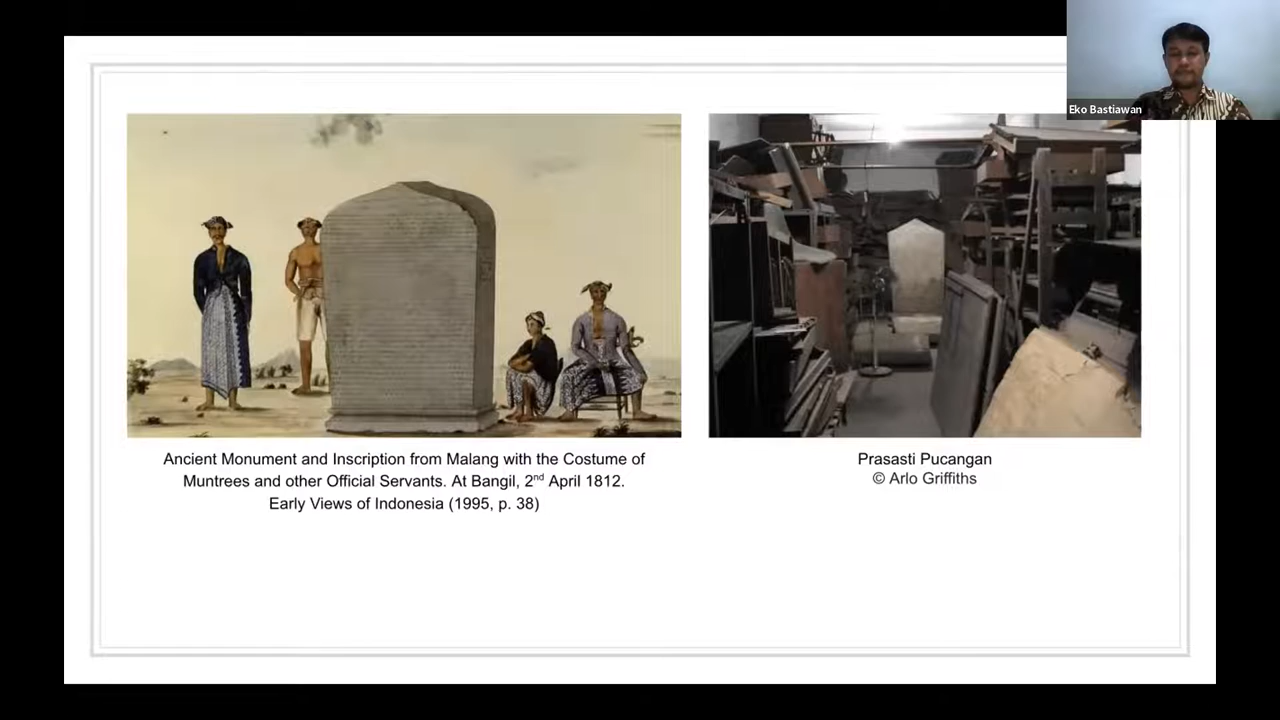 Eko Bastiawan
Ancient Monument and Inscription from Malang with the Costume of
Muntrees and other Official Servants. At Bangil, 2nd April 1812.
Early Views of Indonesia (1995, p. 38)
Prasasti Pucangan
© Arlo Griffiths